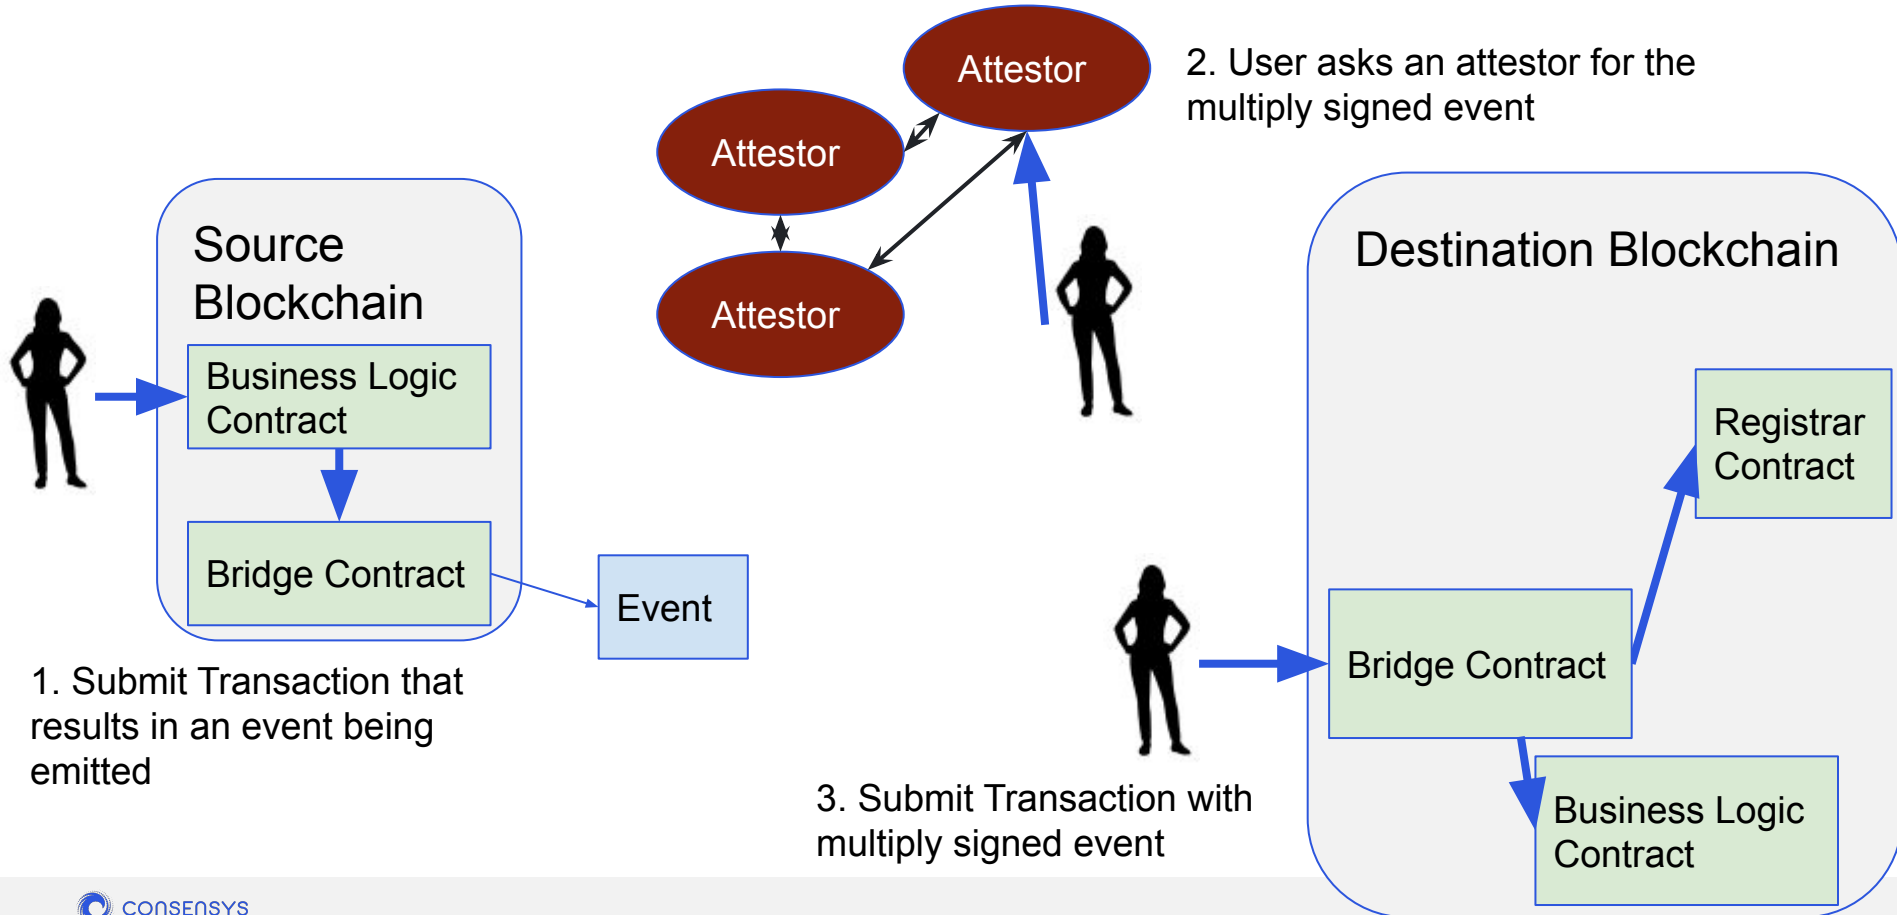 Attestor
2. User asks an attestor for the
multiply signed event
Attestor
Attestor
Source
Blockchain
Business Logic
Contract
Bridge Contract
Event
1. Submit Transaction that
results in an event being
emitted
Destination Blockchain
Registrar
Contract
Bridge Contract
Business Logic
Contract
3. Submit Transaction with
multiply signed event
CONSENSYS